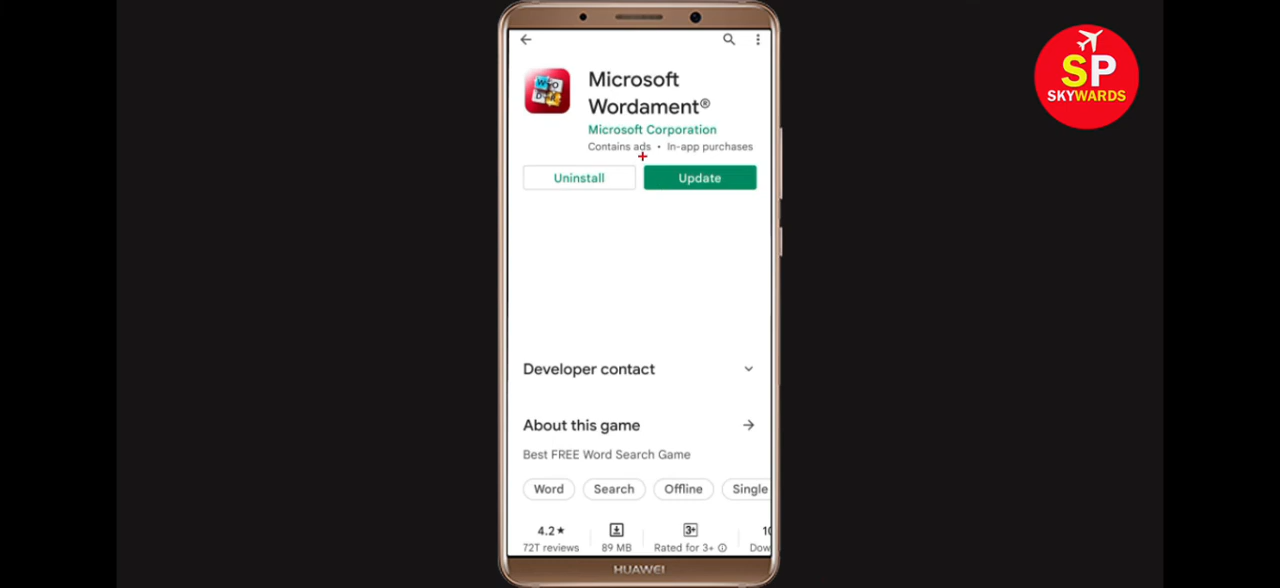 SP
SKYWARDS
Microsoft
Wordament®
Microsoft Corporation
Contains ads • In-app purchases
Uninstall
Update
Developer contact
About this game
Best FREE Word Search Game
Word
Search
Offline
Single
4.2★
3+
10
72T reviews
89 MB
Rated for 3+
Dow
HUAWEI